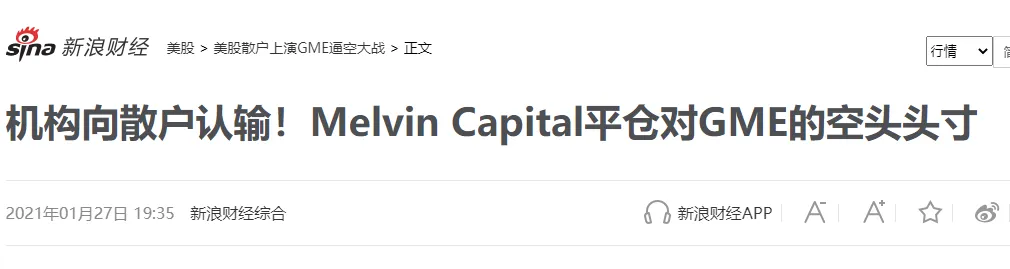 sina 新浪财经 美股 > 美股散户上演GME逼空大战 > 正文 行情
机构向散户认输！Melvin Capital平仓对GME的空头头寸
2021年01月27日 19:35 新浪财经综合 新浪财经APP A- A+